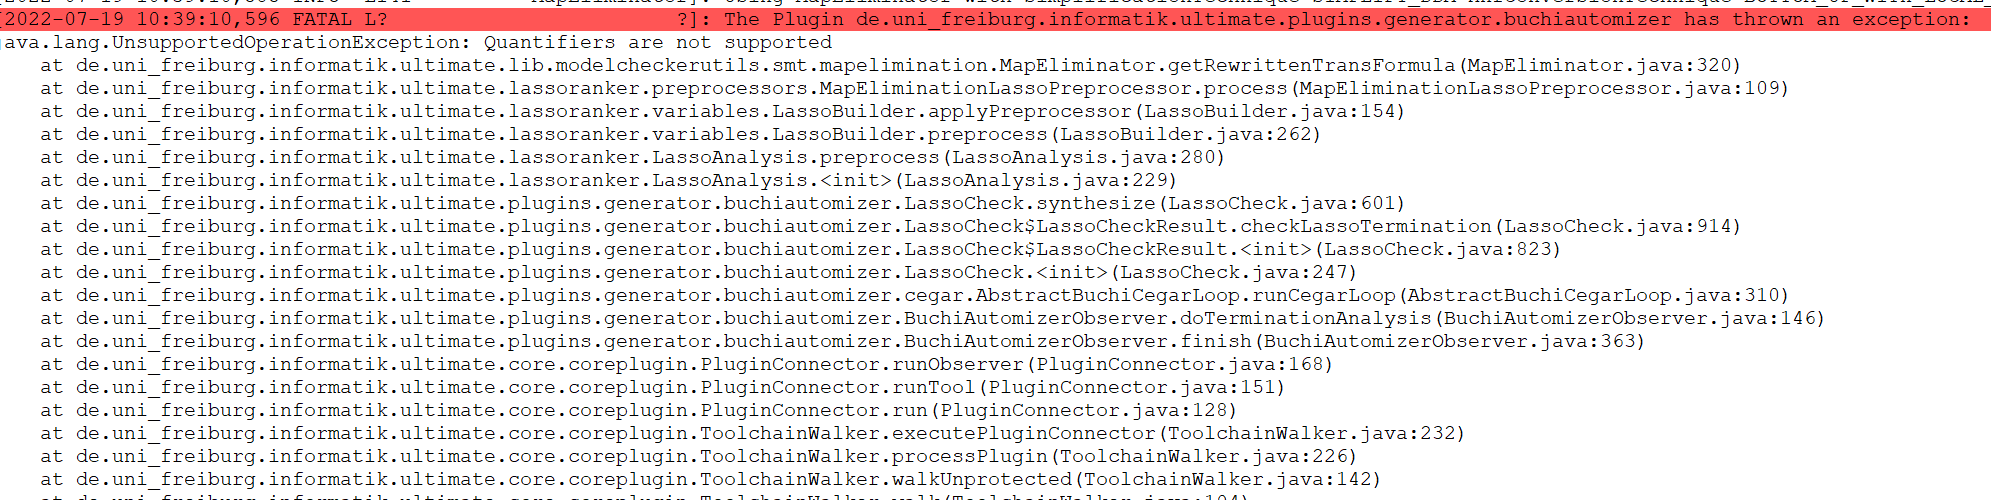 [2022-07-19 10:39:10,596 FATAL L? ?]: The Plugin de.uni_freiburg.informatik.ultimate.plugins.generator.buchiautomizer has thrown an exception:
java.lang.UnsupportedOperationException: Quantifiers are not supported
at de.uni_freiburg.informatik.ultimate.lib.modelcheckerutils.smt.mapelimination.MapEliminator.getRewrittenTransFormula(MapEliminator.java:320)
at de.uni_freiburg.informatik.ultimate.lassoranker.preprocessors.MapEliminationLassoPreprocessor.process(MapEliminationLassoPreprocessor.java:109)
at de.uni_freiburg.informatik.ultimate.lassoranker.variables.LassoBuilder.applyPreprocessor(LassoBuilder.java:154)
at de.uni_freiburg.informatik.ultimate.lassoranker.variables.LassoBuilder.preprocess(LassoBuilder.java:262)
at de.uni_freiburg.informatik.ultimate.lassoranker.LassoAnalysis.preprocess(LassoAnalysis.java:280)
at de.uni_freiburg.informatik.ultimate.lassoranker.LassoAnalysis.<init>(LassoAnalysis.java:229)
at de.uni_freiburg.informatik.ultimate.plugins.generator.buchiautomizer.LassoCheck.synthesize(LassoCheck.java:601)
at de.uni_freiburg.informatik.ultimate.plugins.generator.buchiautomizer.LassoCheck$LassoCheckResult.checkLassoTermination(LassoCheck.java:914)
at de.uni_freiburg.informatik.ultimate.plugins.generator.buchiautomizer.LassoCheck$LassoCheckResult.<init>(LassoCheck.java:823)
at de.uni_freiburg.informatik.ultimate.plugins.generator.buchiautomizer.LassoCheck.<init>(LassoCheck.java:247)
at de.uni_freiburg.informatik.ultimate.plugins.generator.buchiautomizer.cegar.AbstractBuchiCegarLoop.runCegarLoop(AbstractBuchiCegarLoop.java:310)
at de.uni_freiburg.informatik.ultimate.plugins.generator.buchiautomizer.BuchiAutomizerObserver.doTerminationAnalysis(BuchiAutomizerObserver.java:146)
at de.uni_freiburg.informatik.ultimate.plugins.generator.buchiautomizer.BuchiAutomizerObserver.finish(BuchiAutomizerObserver.java:363)
at de.uni_freiburg.informatik.ultimate.core.coreplugin.PluginConnector.runObserver(PluginConnector.java:168)
at de.uni_freiburg.informatik.ultimate.core.coreplugin.PluginConnector.runTool(PluginConnector.java:151)
at de.uni_freiburg.informatik.ultimate.core.coreplugin.PluginConnector.run(PluginConnector.java:128)
at de.uni_freiburg.informatik.ultimate.core.coreplugin.ToolchainWalker.executePluginConnector(ToolchainWalker.java:232)
at de.uni_freiburg.informatik.ultimate.core.coreplugin.ToolchainWalker.processPlugin(ToolchainWalker.java:226)
at de.uni_freiburg.informatik.ultimate.core.coreplugin.ToolchainWalker.walkUnprotected(ToolchainWalker.java:142)